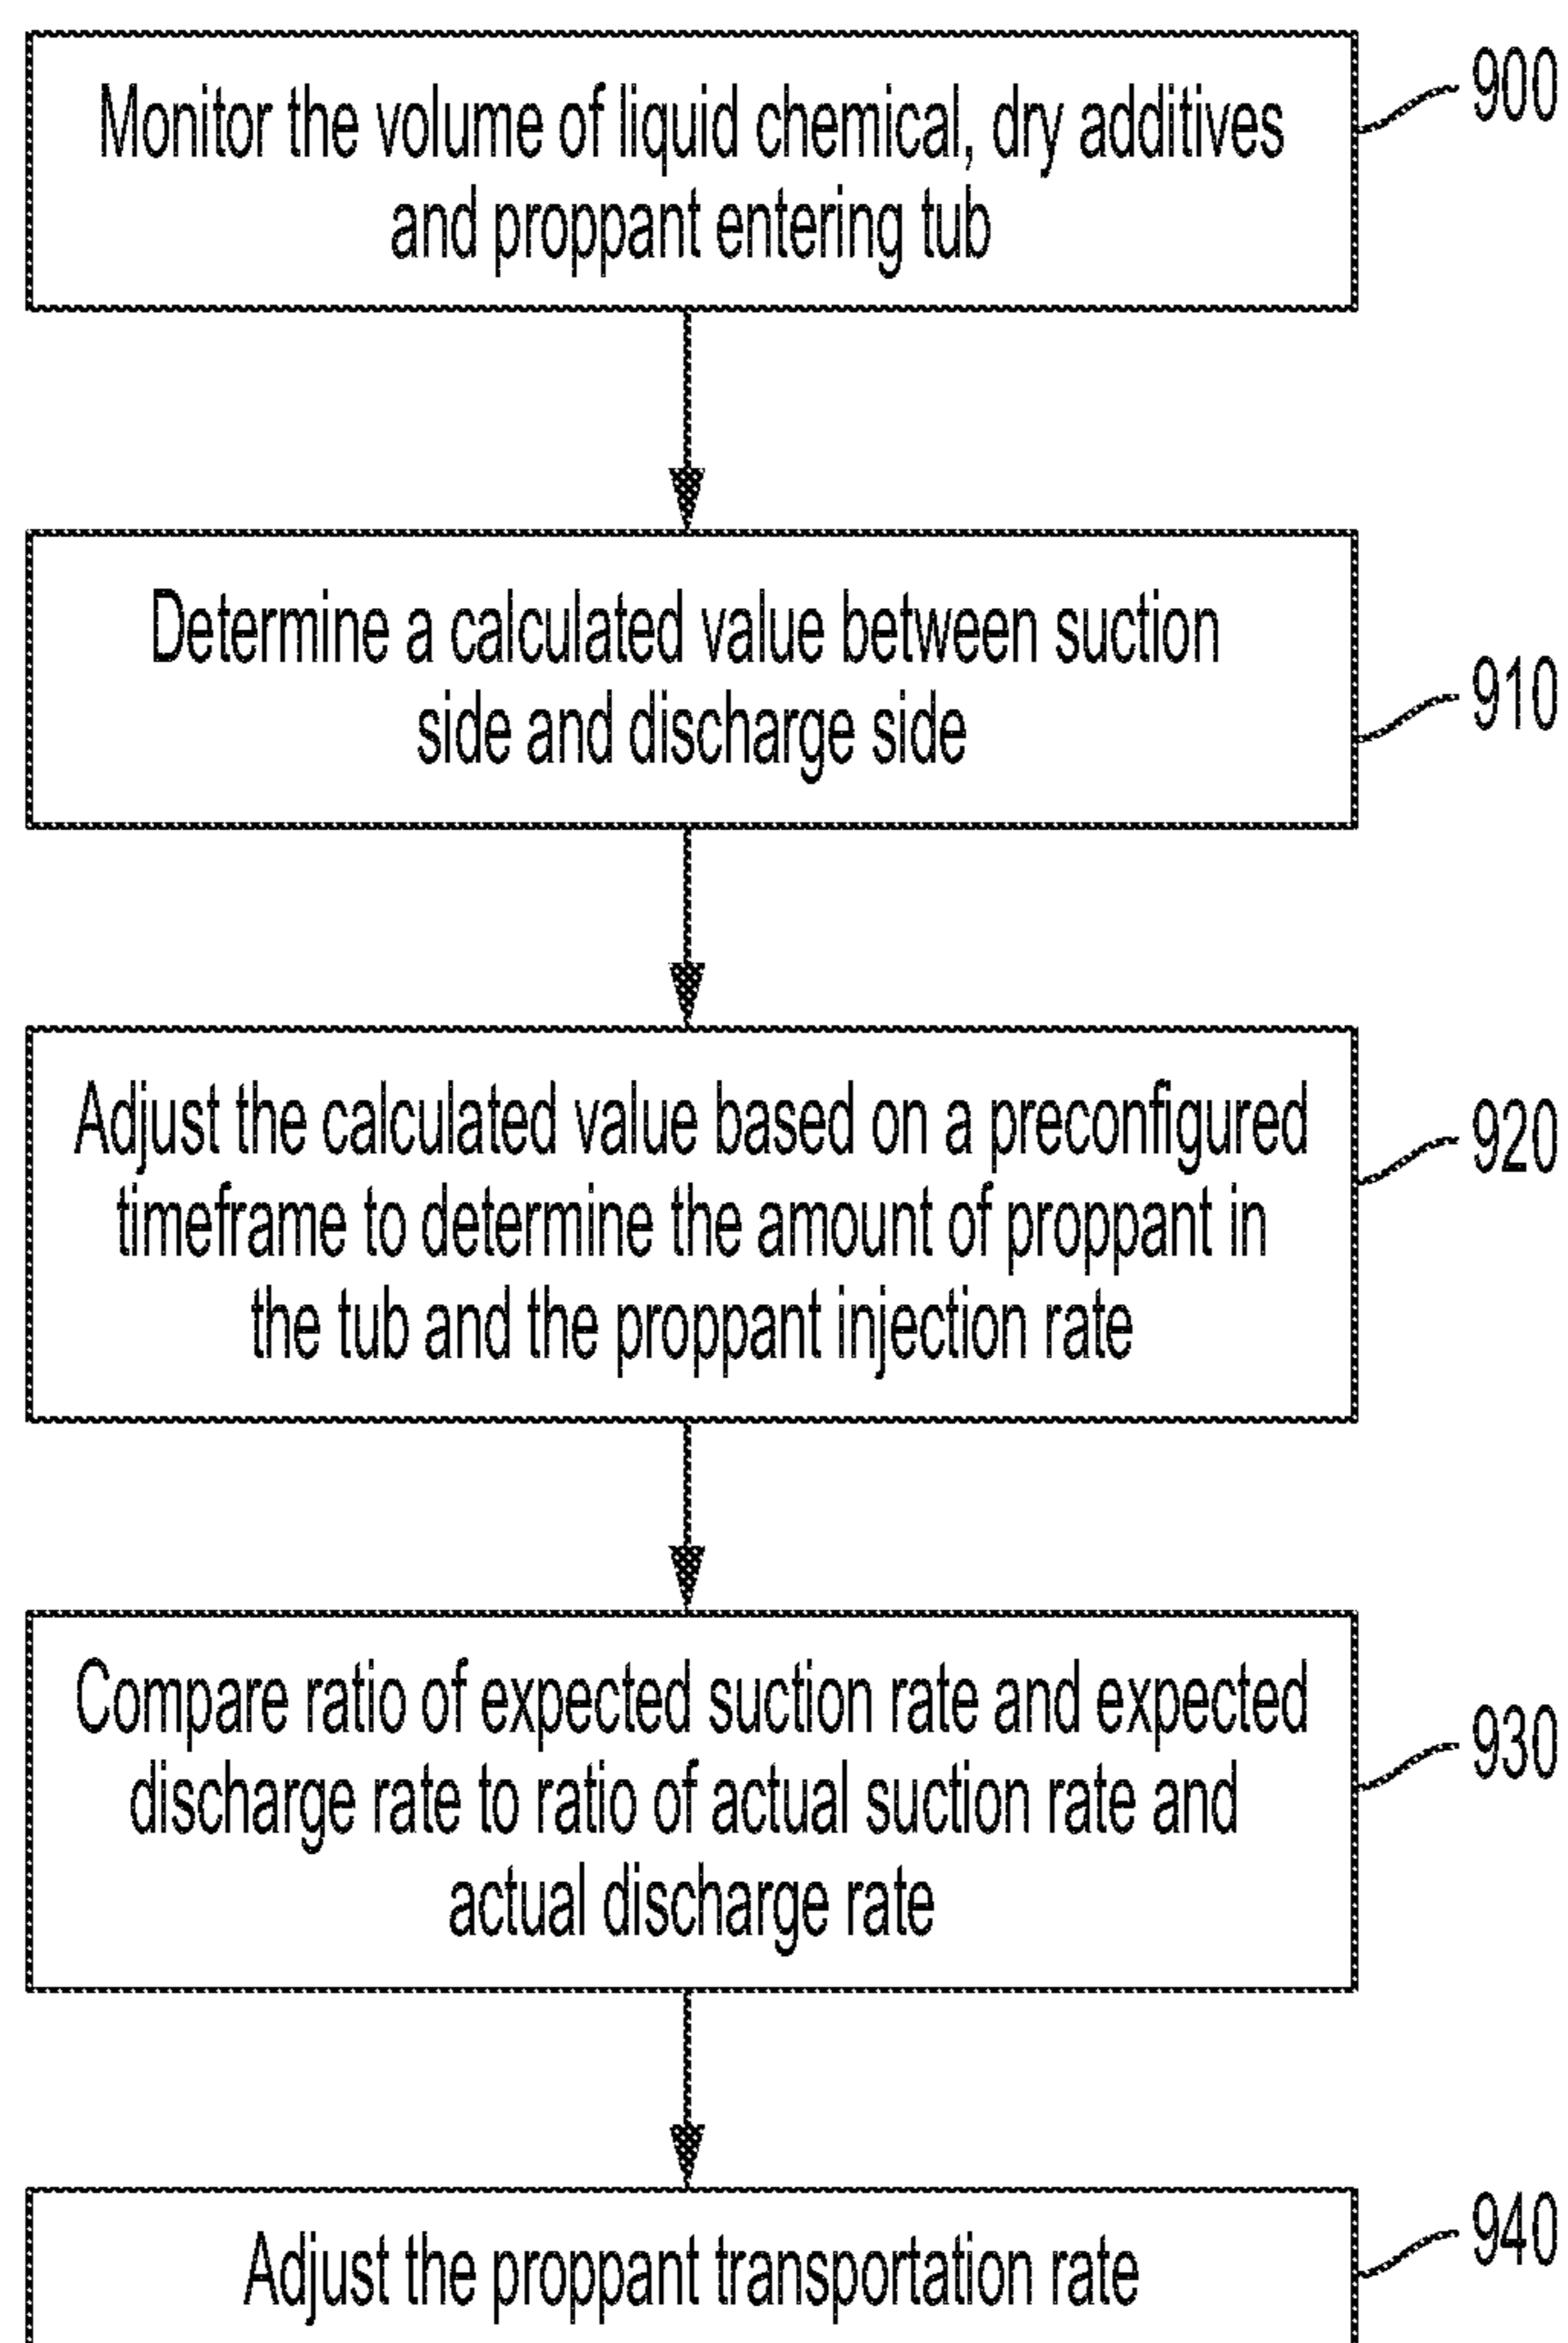 Monitor the volume of liquid chemical, dry additives
and proppant entering tub
900
Determine a calculated value between suction
side and discharge side
910
Adjust the calculated value based on a preconfigured
timeframe to determine the amount of proppant in
the tub and the proppant injection rate
920
Compare ratio of expected suction rate and expected
discharge rate to ratio of actual suction rate and
actual discharge rate
930
Adjust the proppant transportation rate
940